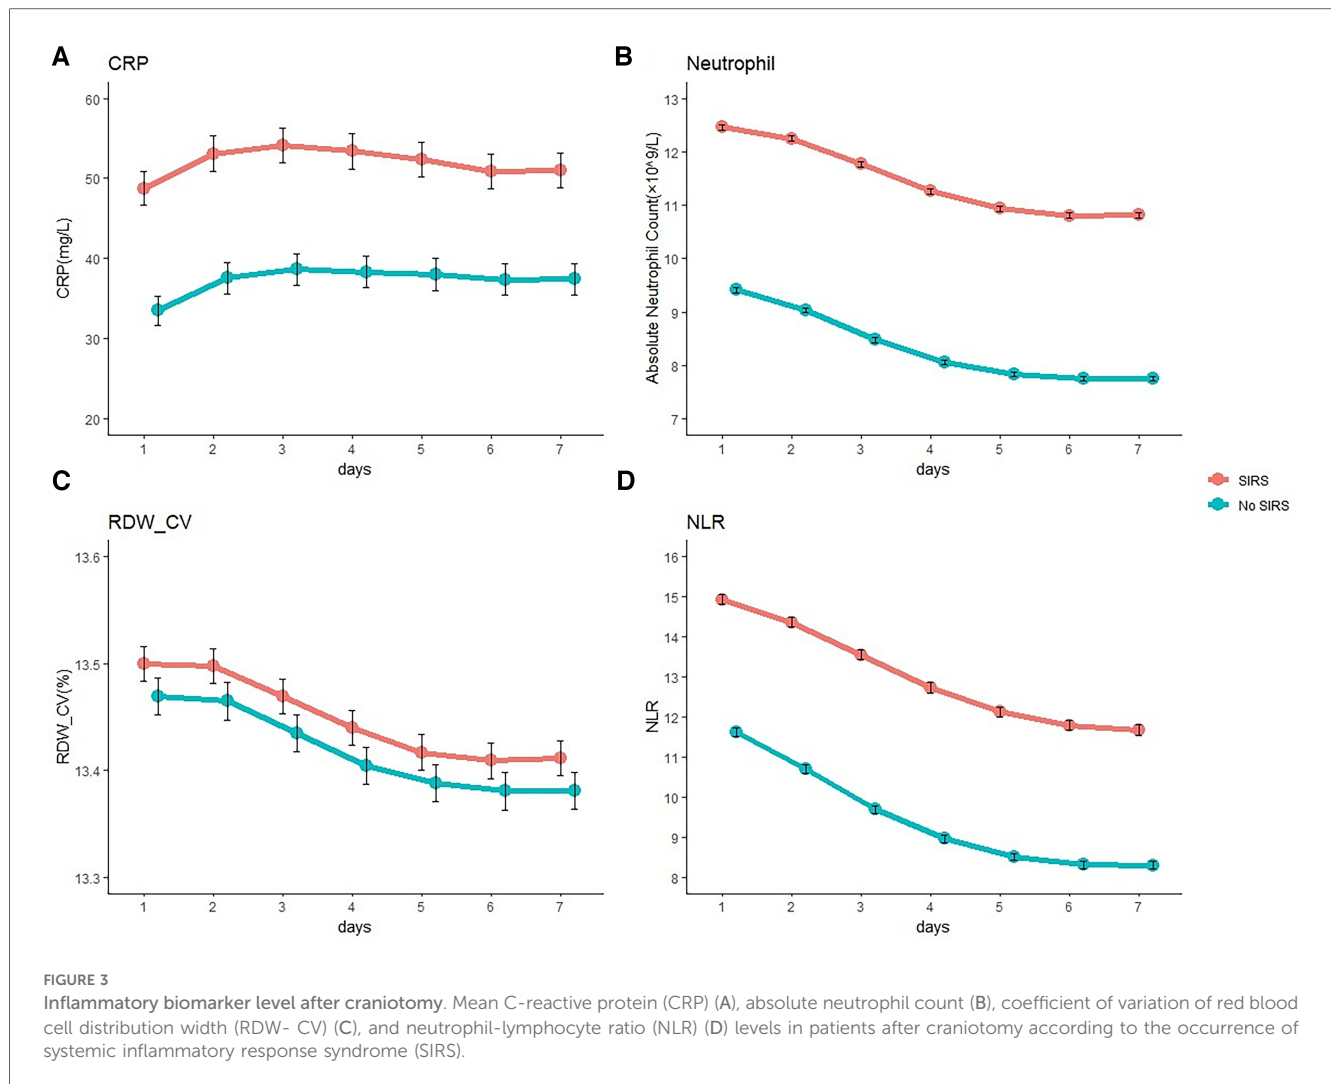 A
CRP
60
50
40
30
20
CRP(mg/L)
1 2 3 4 5 6 7
days
B
Neutrophil
13
12
11
10
9
8
7
Absolute Neutrophil Count(×10^9/L)
1 2 3 4 5 6 7
days
C
RDW_CV
13.6
13.5
13.4
13.3
RDW_CV(%)
1 2 3 4 5 6 7
days
D
NLR
16
15
14
13
12
11
10
9
8
NLR
1 2 3 4 5 6 7
days
SIRS
No SIRS
FIGURE 3
Inflammatory biomarker level after craniotomy. Mean C-reactive protein (CRP) (A), absolute neutrophil count (B), coefficient of variation of red blood
cell distribution width (RDW- CV) (C), and neutrophil-lymphocyte ratio (NLR) (D) levels in patients after craniotomy according to the occurrence of
systemic inflammatory response syndrome (SIRS).